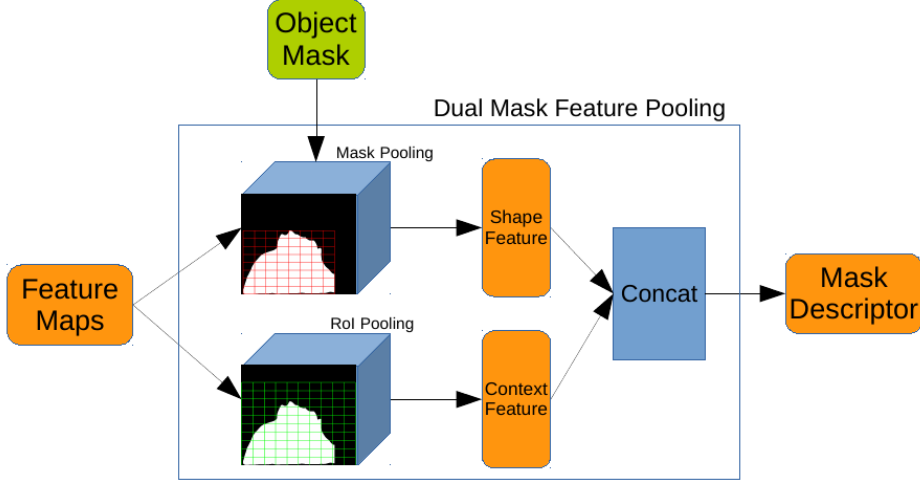 Object
Mask
Dual Mask Feature Pooling
Mask Pooling
Shape
Feature
Feature
Maps
Concat
Mask
Descriptor
RoI Pooling
Context
Feature